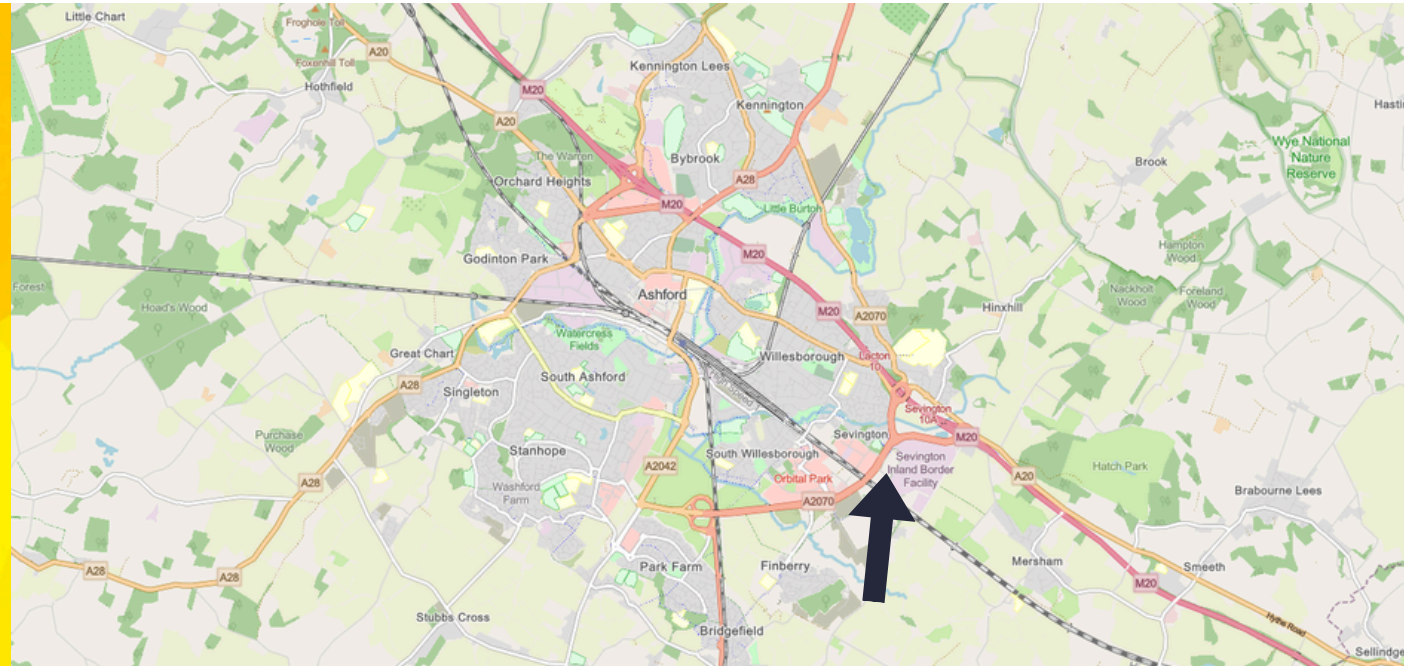 Little Chart
Froghole Toll
A20
Foxenhill Toll
Hothfield
Kennington Lees
M20
Kennington
A20
Hasti
Wye National
Nature
Reserve
The Warren
Bybrook
Brook
Orchard Heights
A28
M20
Little Burton
Godinton Park
M20
Hampton
Wood
Forest
Hoad's Wood
Ashford
Nackholt
Wood
Foreland
Wood
Hinxhill
M20
A2070
Watercress
Fields
Great Chart
Willesborough
Lacton
10
South Ashford
High Speed
A28
Singleton
Sevington
10A
Purchase
Wood
Sevington
M20
Stanhope
South Willesborough
Sevington
Inland Border
Facility
Hatch Park
A2042
A20
A28
Washford
Farm
Orbital Park
Brabourne Lees
A2070
Mersham
Park Farm
Finberry
Smeeth
A28
A28
M20
Stubbs Cross
Bridgefield
Hythe Road
Sellindge